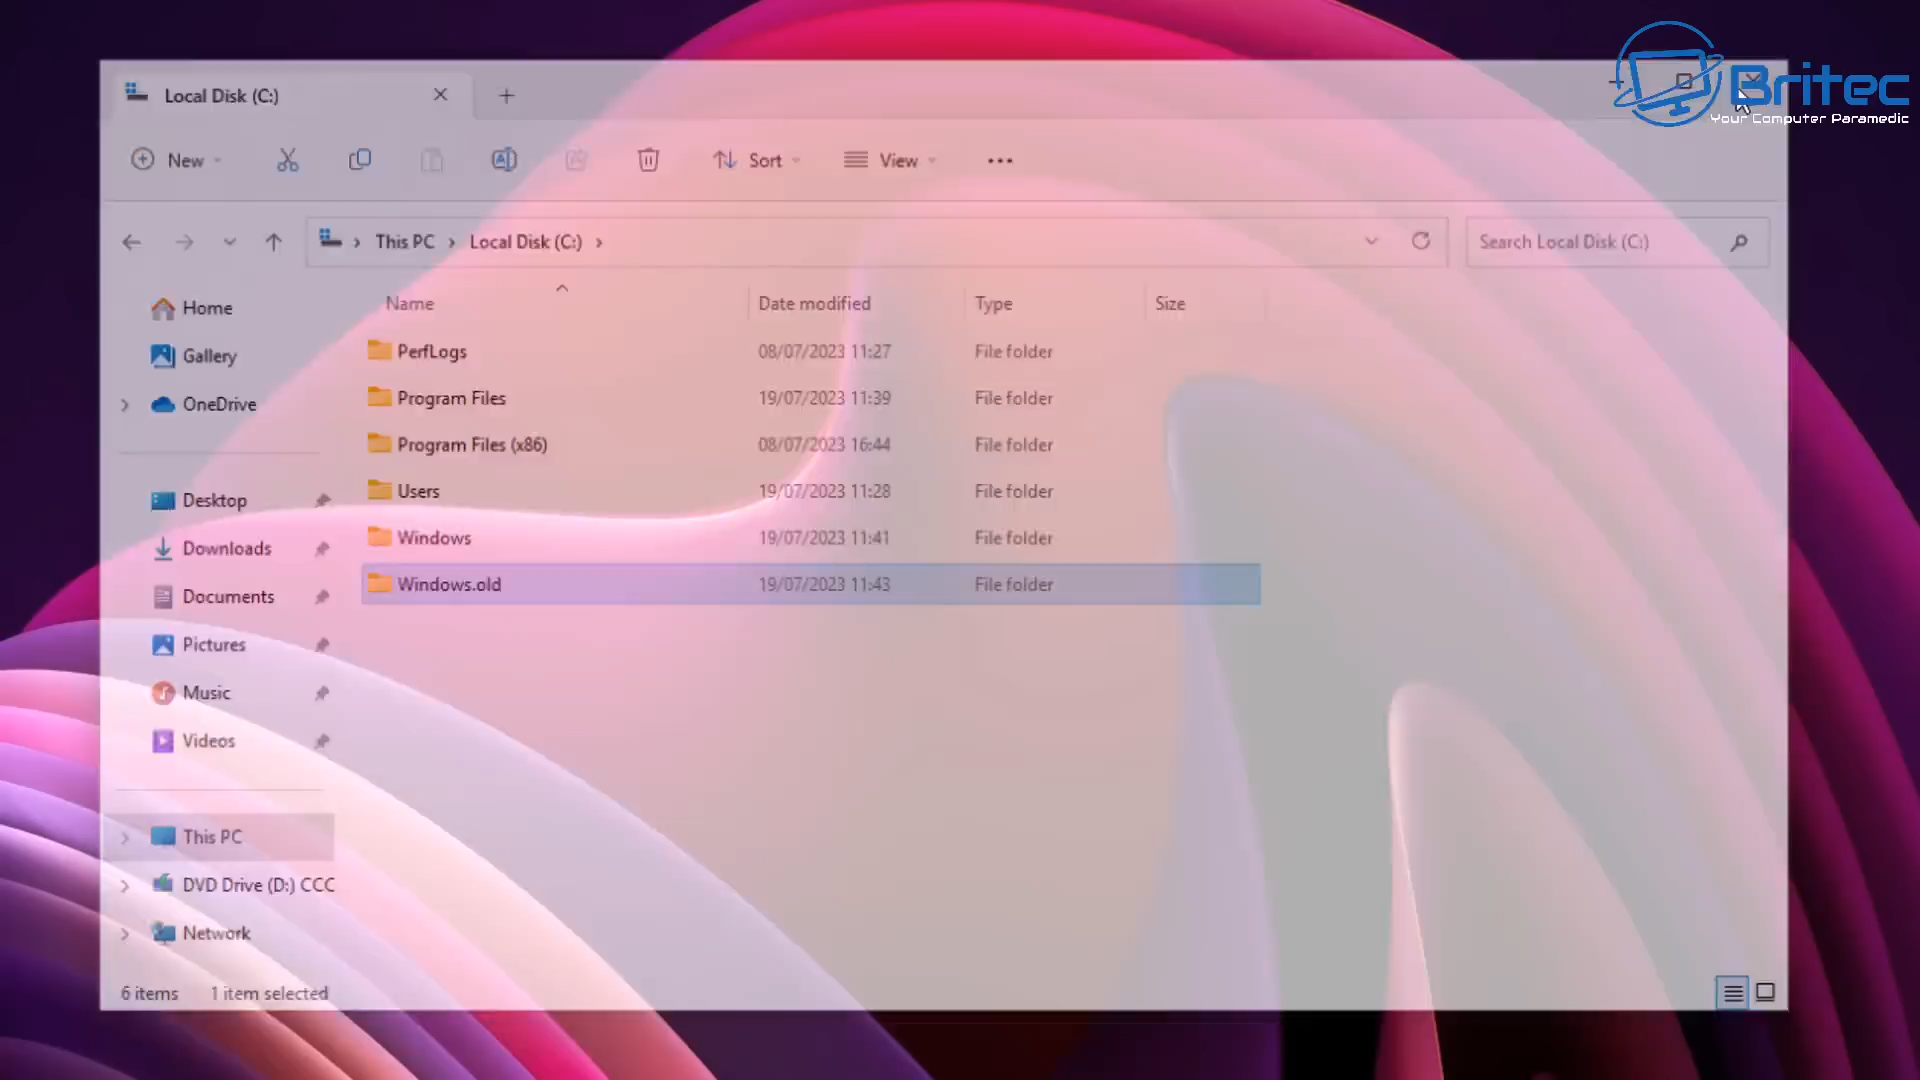 Local Disk (C:)
Britec
Your Computer Paramedic
New
Sort
View
This PC
Local Disk (C:)
Search Local Disk (C:)
Name
Date modified
Type
Size
Home
Gallery
OneDrive
Desktop
Downloads
Documents
Pictures
Music
Videos
This PC
DVD Drive (D:) CCC
Network
PerfLogs 08/07/2023 11:27 File folder
Program Files 19/07/2023 11:39 File folder
Program Files (x86) 08/07/2023 16:44 File folder
Users 19/07/2023 11:28 File folder
Windows 19/07/2023 11:41 File folder
Windows.old 19/07/2023 11:43 File folder
6 items
1 item selected